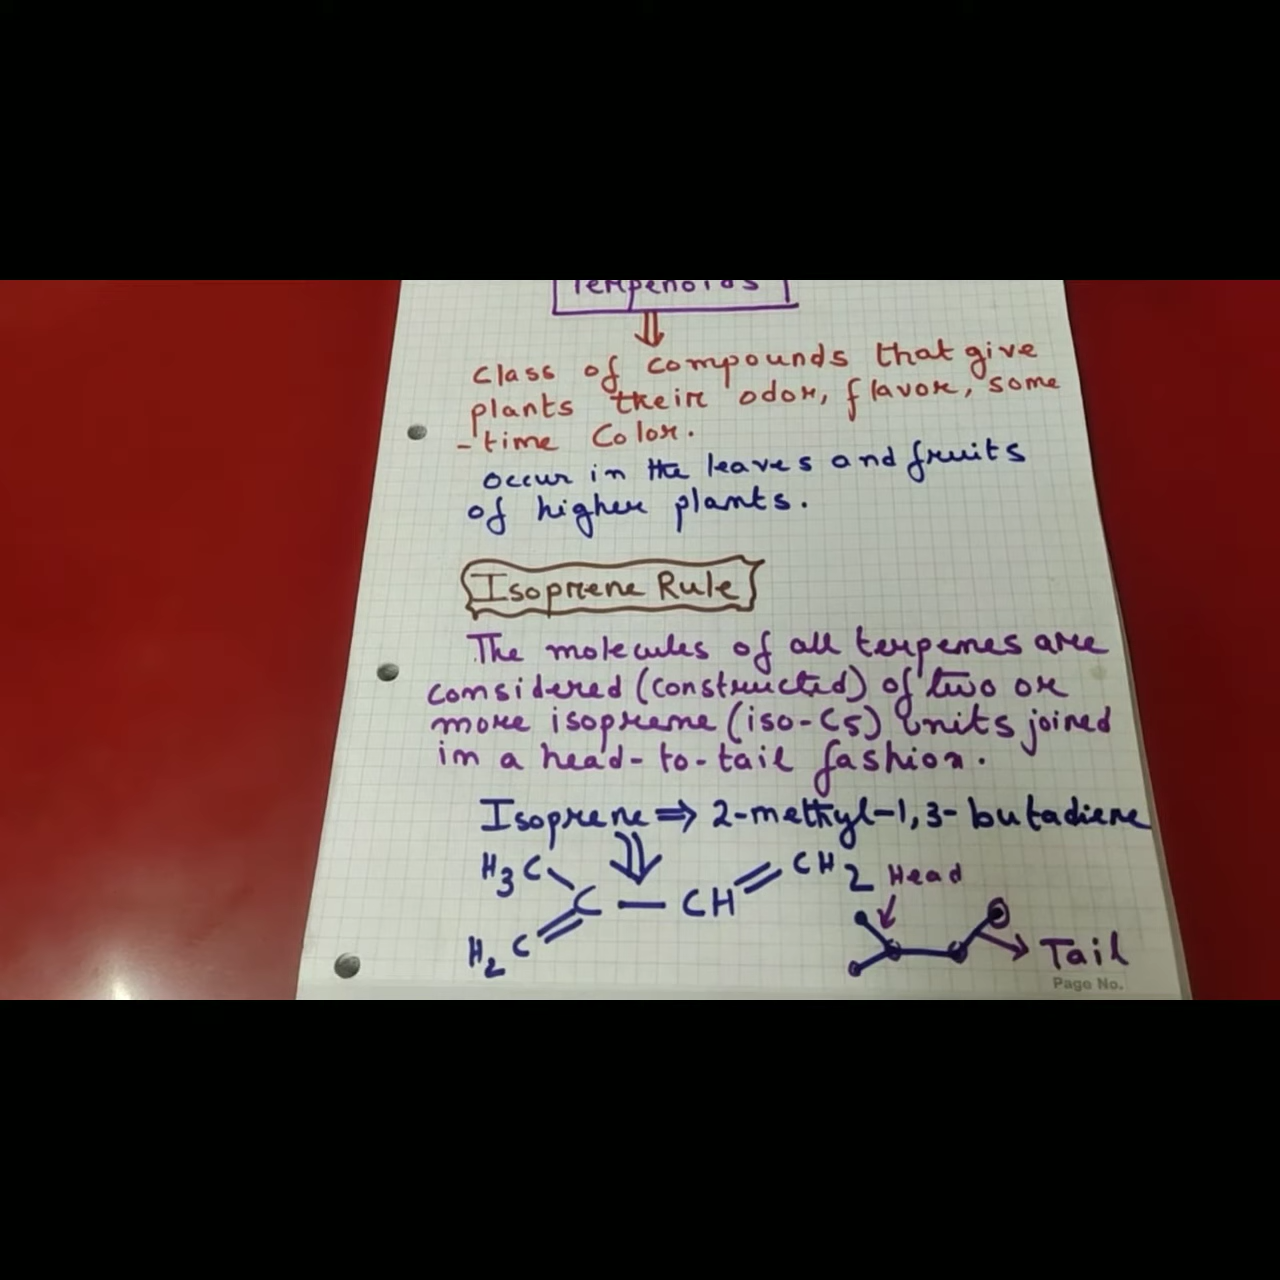 Terpenoids
Class of compounds that give
plants their odor, flavor, some
-time Color.
occur in the leaves and fruits
of higher plants.
Isoprene Rule
The molecules of all terpenes are
considered (constructed) of two or
more isoprene (iso-C5) units joined
in a head-to-tail fashion.
Isoprene ⇒ 2-methyl-1,3-butadiene
H3C
C — CH = CH2
H2C
Head
Tail
Page No.